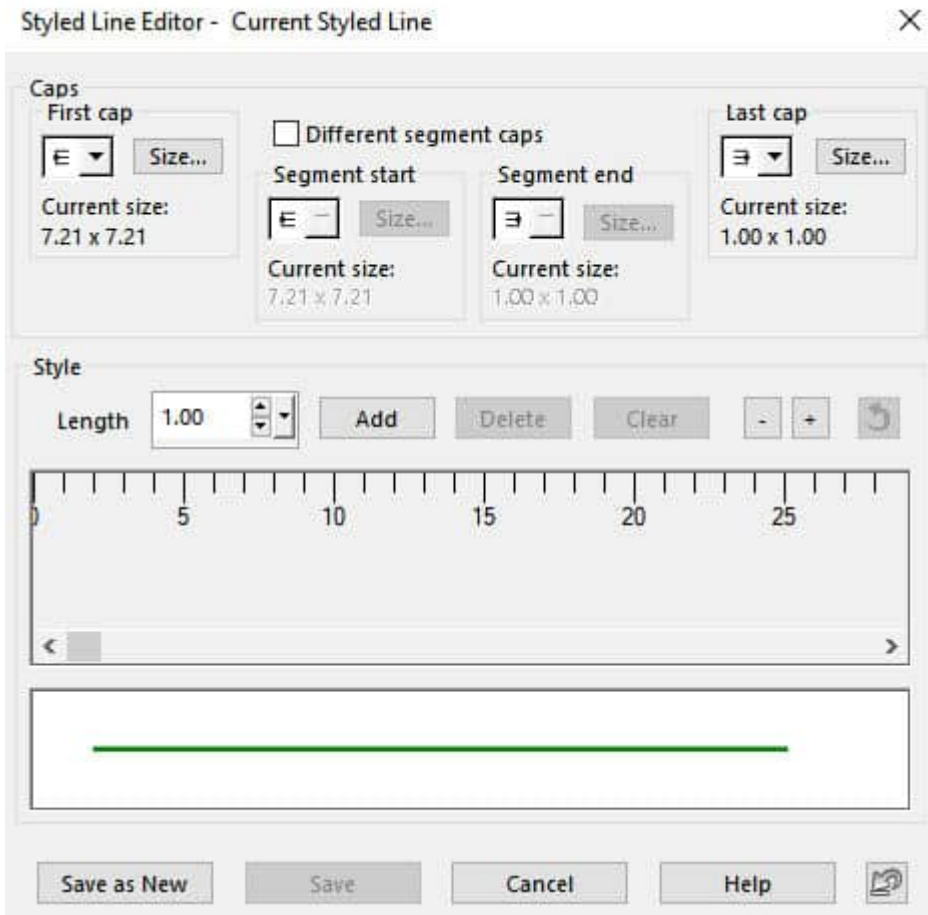 Styled Line Editor - Current Styled Line
Caps
First cap
Size...
Current size:
7.21 x 7.21
Different segment caps
Segment start
Size...
Current size:
7.21 x 7.21
Segment end
Size...
Current size:
1.00 x 1.00
Last cap
Size...
Current size:
1.00 x 1.00
Style
Length 1.00 Add Delete Clear - +
0 5 10 15 20 25
Save as New Save Cancel Help